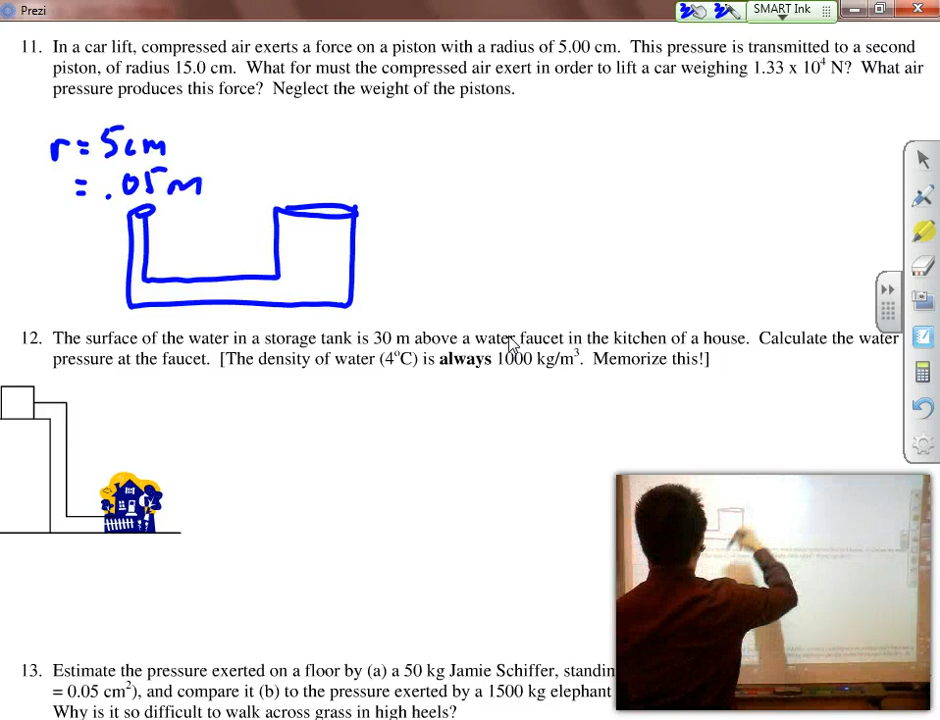 Prezi
SMART Ink
11. In a car lift, compressed air exerts a force on a piston with a radius of 5.00 cm. This pressure is transmitted to a second
piston, of radius 15.0 cm. What for must the compressed air exert in order to lift a car weighing 1.33 x 10⁴ N? What air
pressure produces this force? Neglect the weight of the pistons.
r = 5cm
= .05 m
12. The surface of the water in a storage tank is 30 m above a water faucet in the kitchen of a house. Calculate the water
pressure at the faucet. [The density of water (4°C) is always 1000 kg/m³. Memorize this!]
13. Estimate the pressure exerted on a floor by (a) a 50 kg Jamie Schiffer, standin
= 0.05 cm²), and compare it (b) to the pressure exerted by a 1500 kg elephant
Why is it so difficult to walk across grass in high heels?